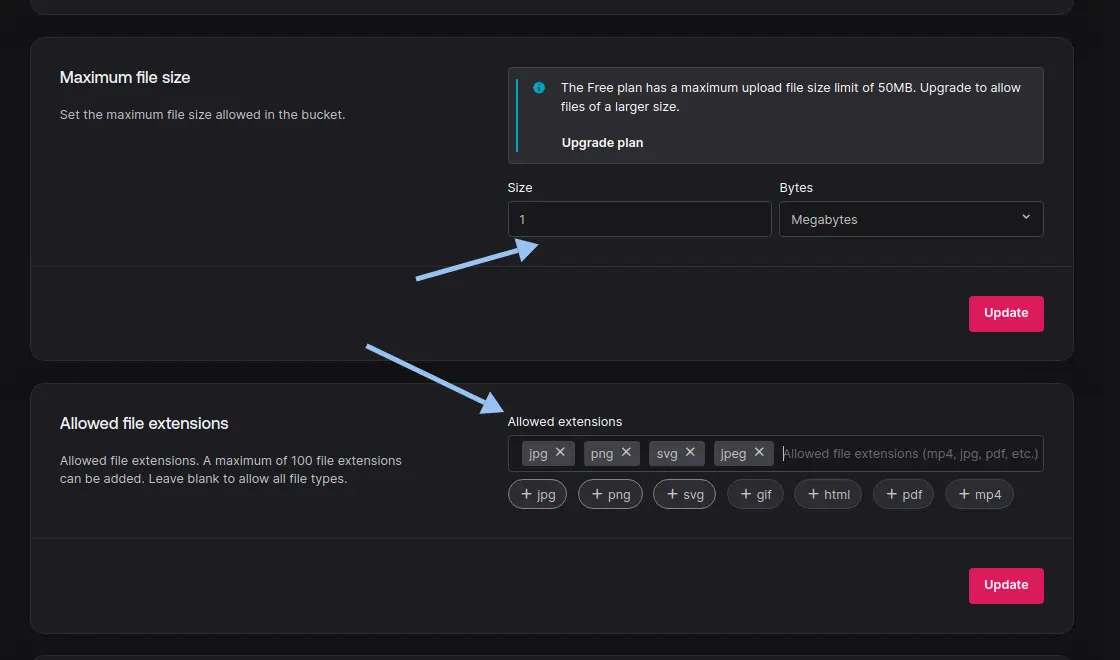 Maximum file size
Set the maximum file size allowed in the bucket.
The Free plan has a maximum upload file size limit of 50MB. Upgrade to allow
files of a larger size.
Upgrade plan
Size
Bytes
1
Megabytes
Update
Allowed file extensions
Allowed file extensions. A maximum of 100 file extensions
can be added. Leave blank to allow all file types.
Allowed extensions
jpg
png
svg
jpeg
Allowed file extensions (mp4, jpg, pdf, etc.)
+ jpg
+ png
+ svg
+ gif
+ html
+ pdf
+ mp4
Update